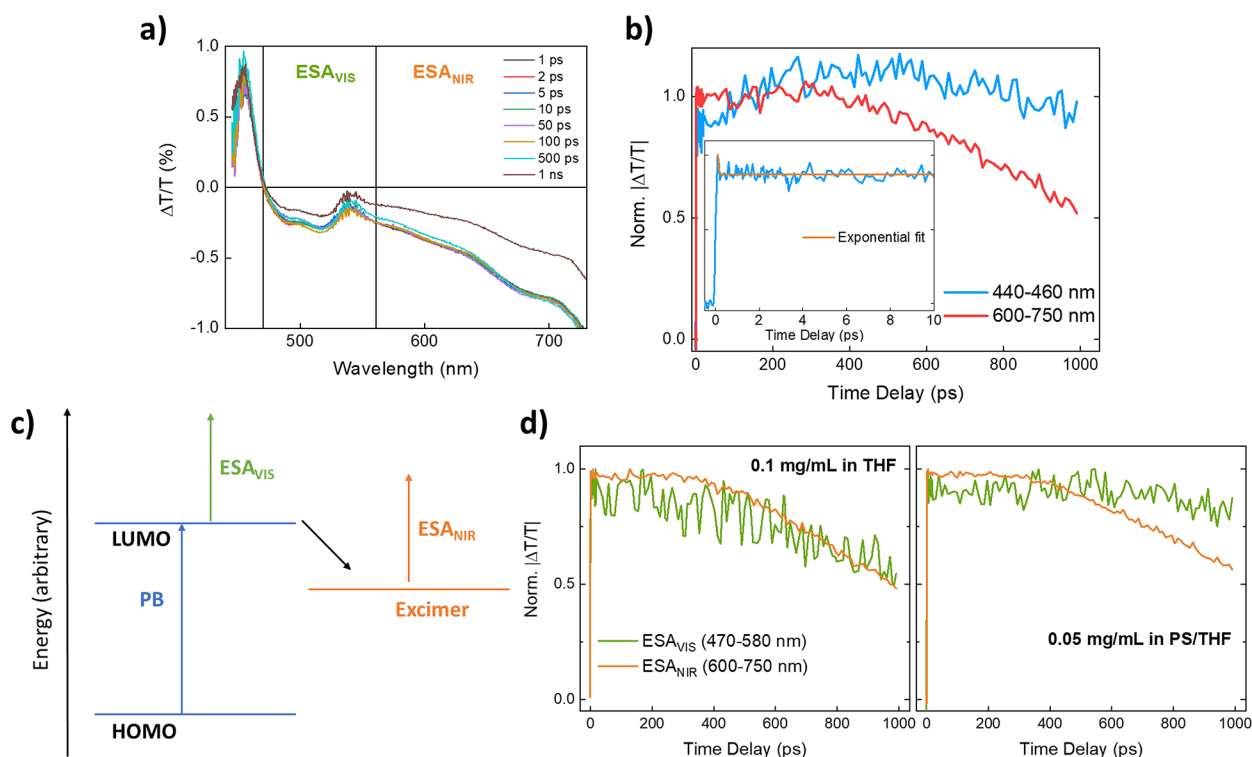 a)
ESAVIS
ESANIR
1 ps
2 ps
5 ps
10 ps
50 ps
100 ps
500 ps
1 ns
1.0
0.5
0.0
-0.5
-1.0
ΔT/T (%)
500
600
700
Wavelength (nm)
b)
1.0
0.5
0.0
Norm. |ΔT/T|
Exponential fit
0
2
4
6
8
10
Time Delay (ps)
440-460 nm
600-750 nm
0
200
400
600
800
1000
Time Delay (ps)
c)
Energy (arbitrary)
ESAVIS
LUMO
ESANIR
PB
Excimer
HOMO
d)
1.0
0.5
0.0
Norm. |ΔT/T|
0.1 mg/mL in THF
ESAVIS (470-580 nm)
ESANIR (600-750 nm)
0
200
400
600
800
1000
Time Delay (ps)
0.05 mg/mL in PS/THF
0
200
400
600
800
1000
Time Delay (ps)